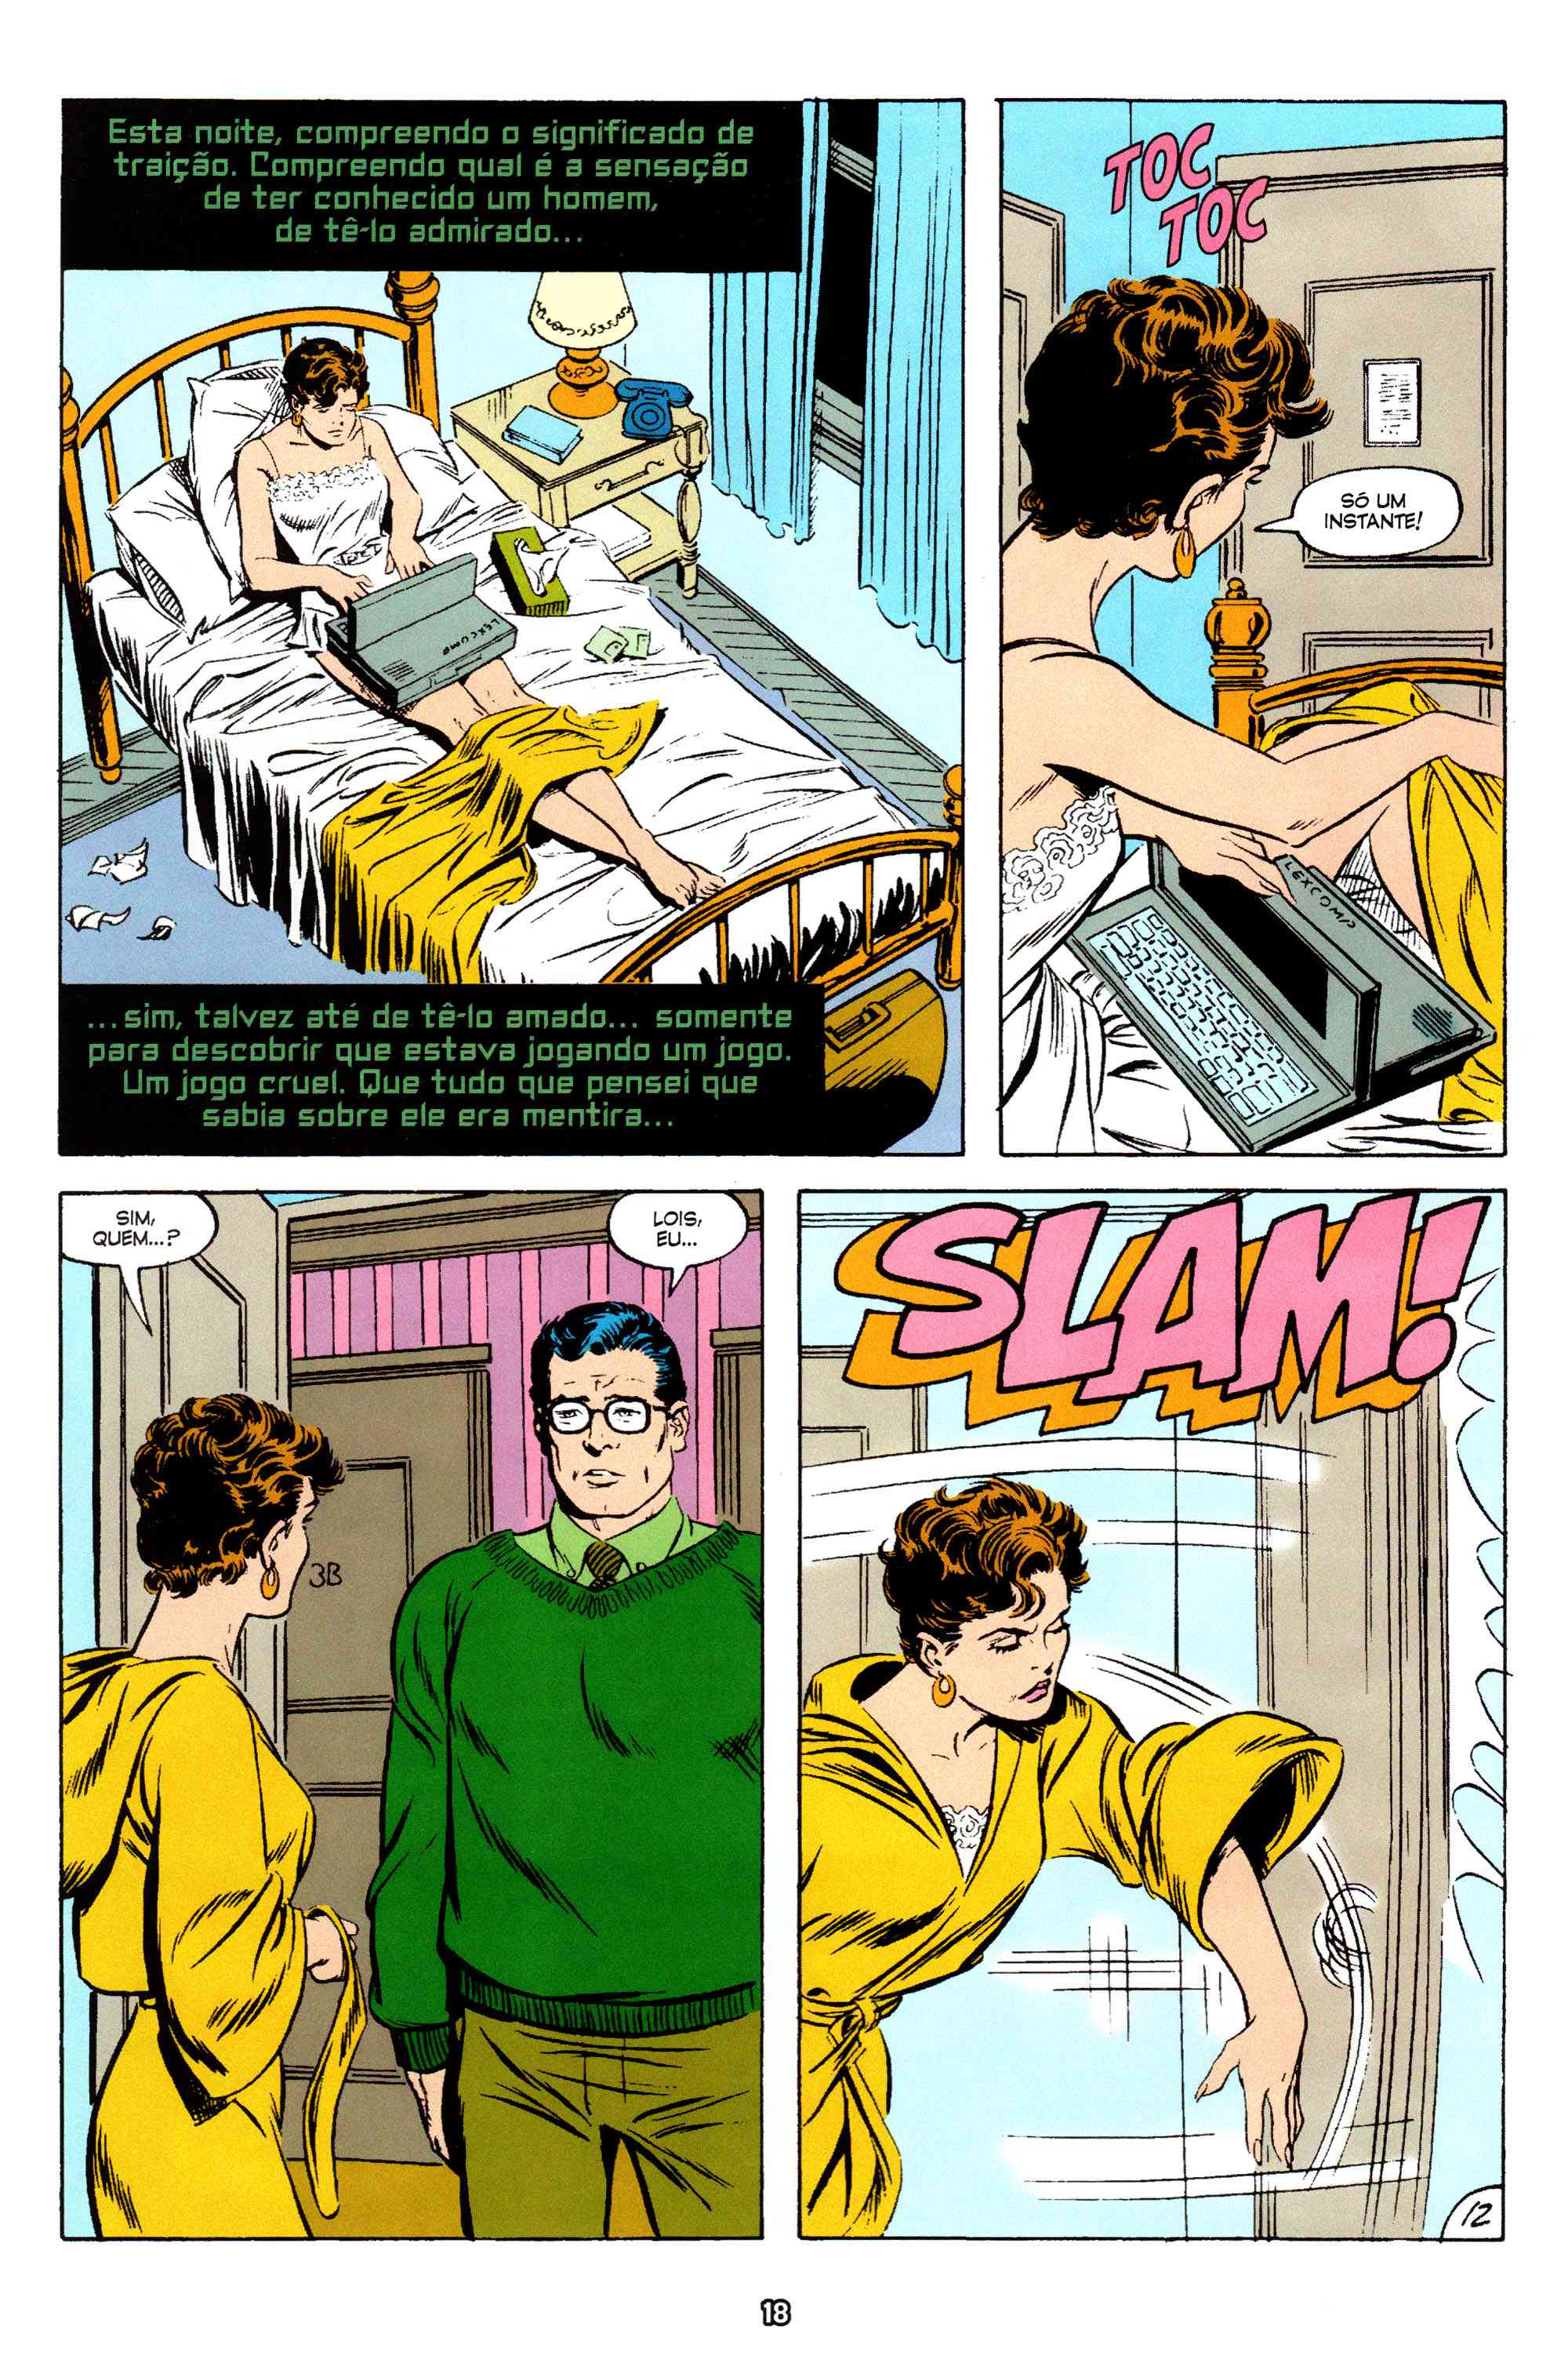 Esta noite, compreendo o significado de
traição. Compreendo qual é a sensação
de ter conhecido um homem,
de tê-lo admirado...
LEXCOMP
...sim, talvez até de tê-lo amado... somente
para descobrir que estava jogando um jogo.
Um jogo cruel. Que tudo que pensei que
sabia sobre ele era mentira...
TOC
TOC
SÓ UM
INSTANTE!
LEXCOMP
SIM,
QUEM...?
LOIS,
EU...
3B
SLAM!
12
18